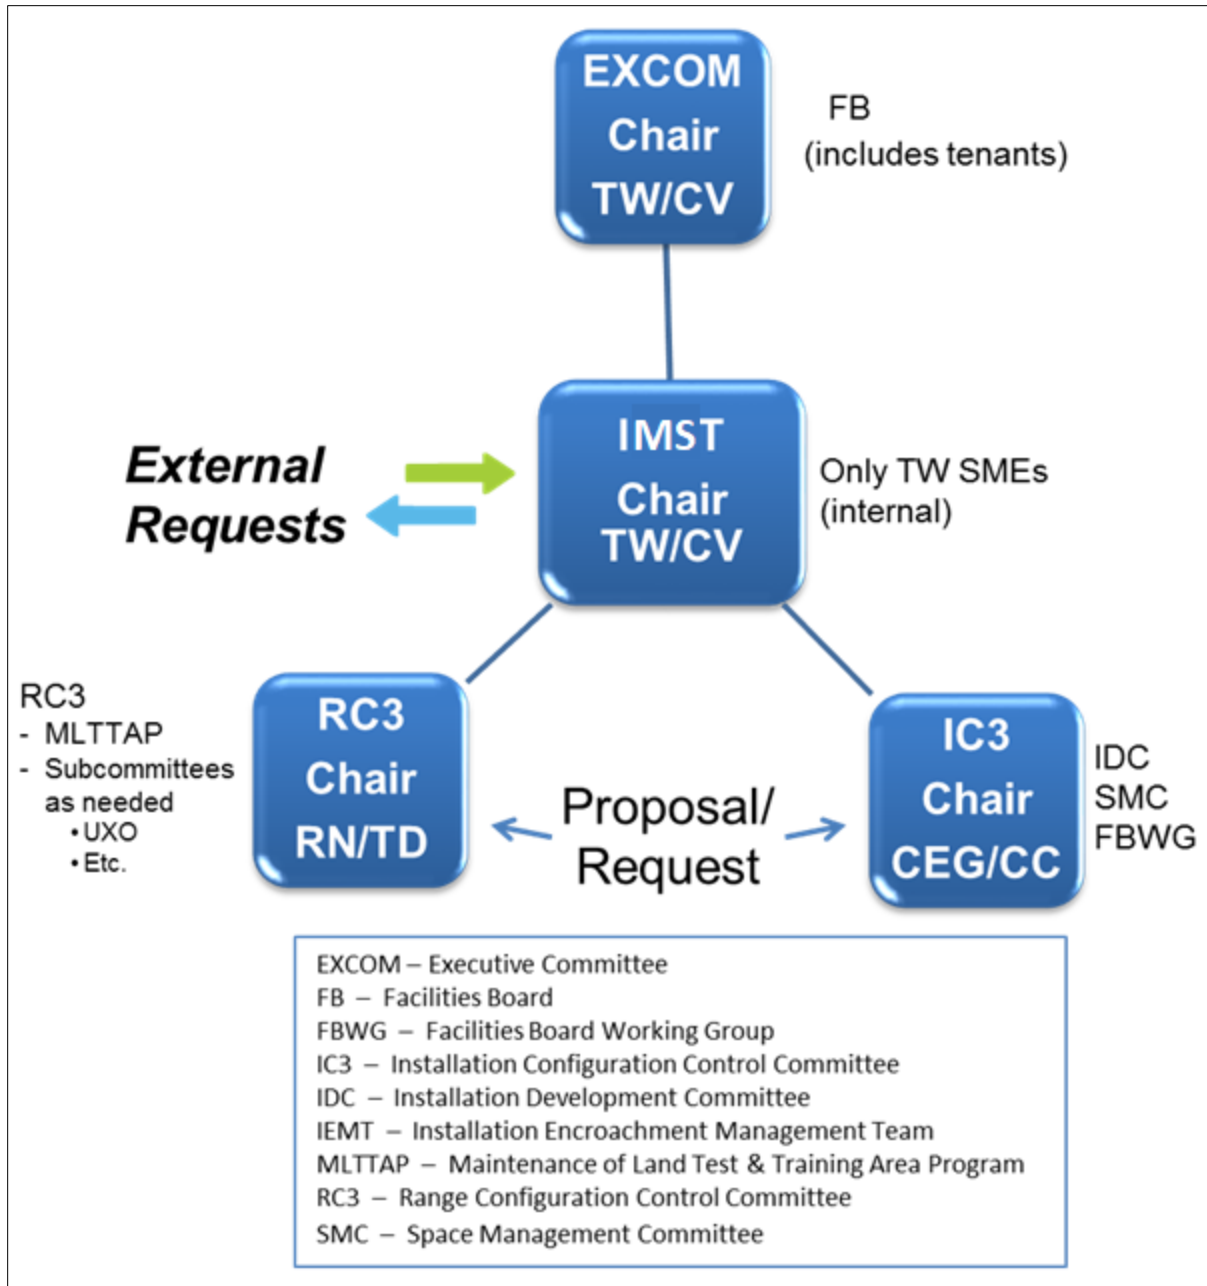 EXCOM
Chair
TW/CV
FB
(includes tenants)
External
Requests
IMST
Chair
TW/CV
Only TW SMEs
(internal)
RC3
- MLTTAP
- Subcommittees
as needed
• UXO
• Etc.
RC3
Chair
RN/TD
Proposal/
Request
IC3
Chair
CEG/CC
IDC
SMC
FBWG
EXCOM – Executive Committee
FB – Facilities Board
FBWG – Facilities Board Working Group
IC3 – Installation Configuration Control Committee
IDC – Installation Development Committee
IEMT – Installation Encroachment Management Team
MLTTAP – Maintenance of Land Test & Training Area Program
RC3 – Range Configuration Control Committee
SMC – Space Management Committee